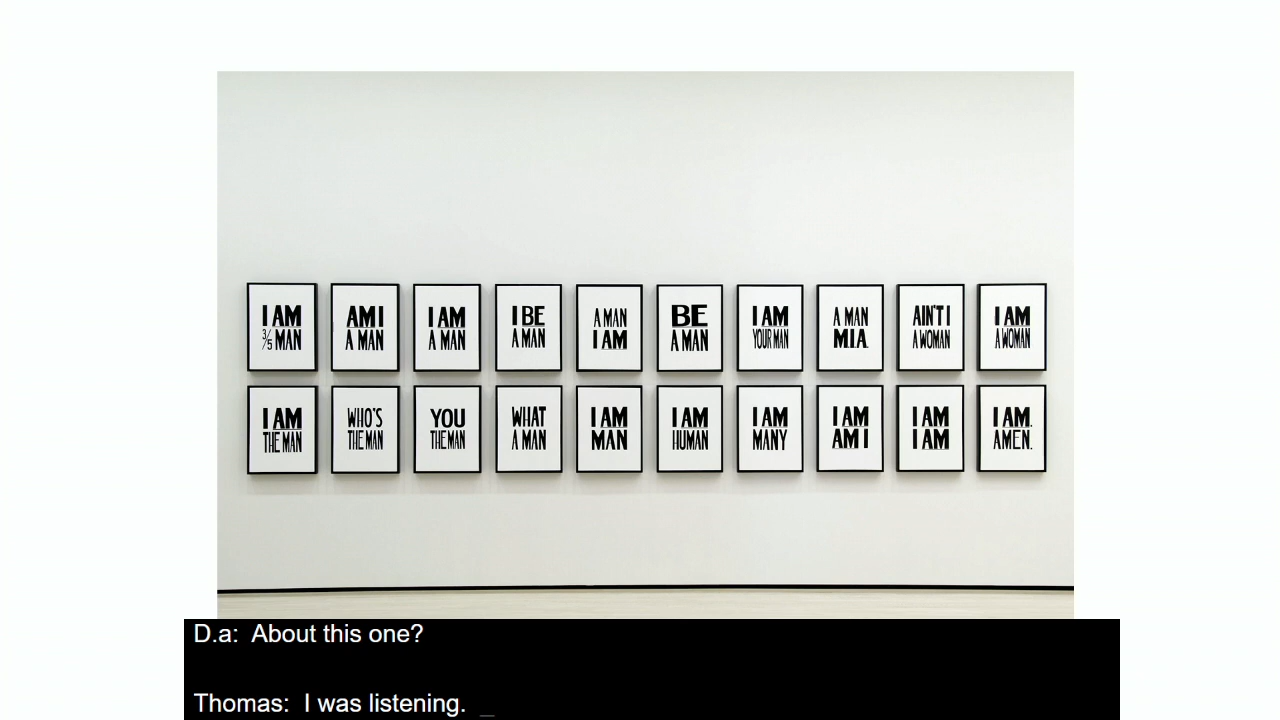 I AM
3/5 MAN
AM I
A MAN
I AM
A MAN
I BE
A MAN
A MAN
I AM
BE
A MAN
I AM
YOUR MAN
A MAN
MIA.
AIN'T I
A WOMAN
I AM
A WOMAN
I AM
THE MAN
WHO'S
THE MAN
YOU
THE MAN
WHAT
A MAN
I AM
MAN
I AM
HUMAN
I AM
MANY
I AM
AM I
I AM
I AM
I AM.
AMEN.
D.a: About this one?
Thomas: I was listening. _